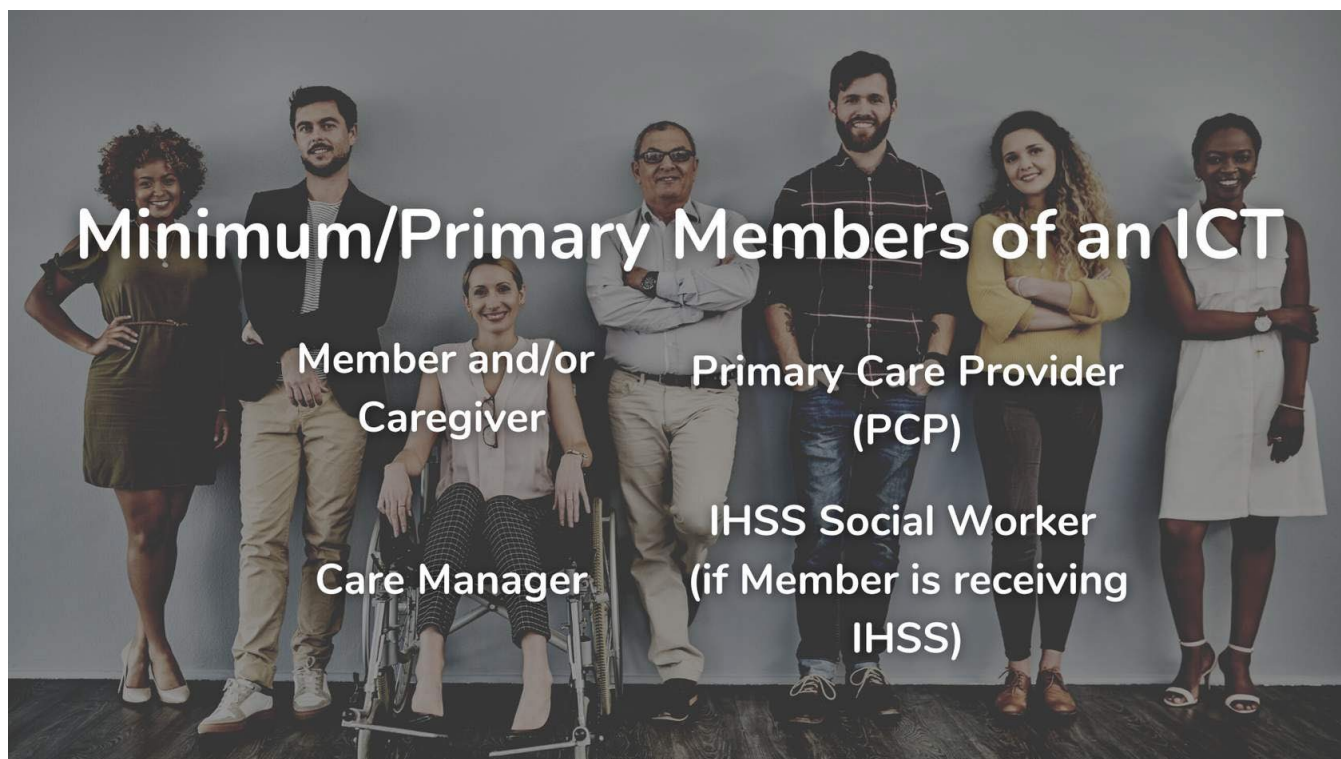 Minimum/Primary Members of an ICT
Member and/or
Caregiver
Primary Care Provider
(PCP)
Care Manager
IHSS Social Worker
(if Member is receiving
IHSS)